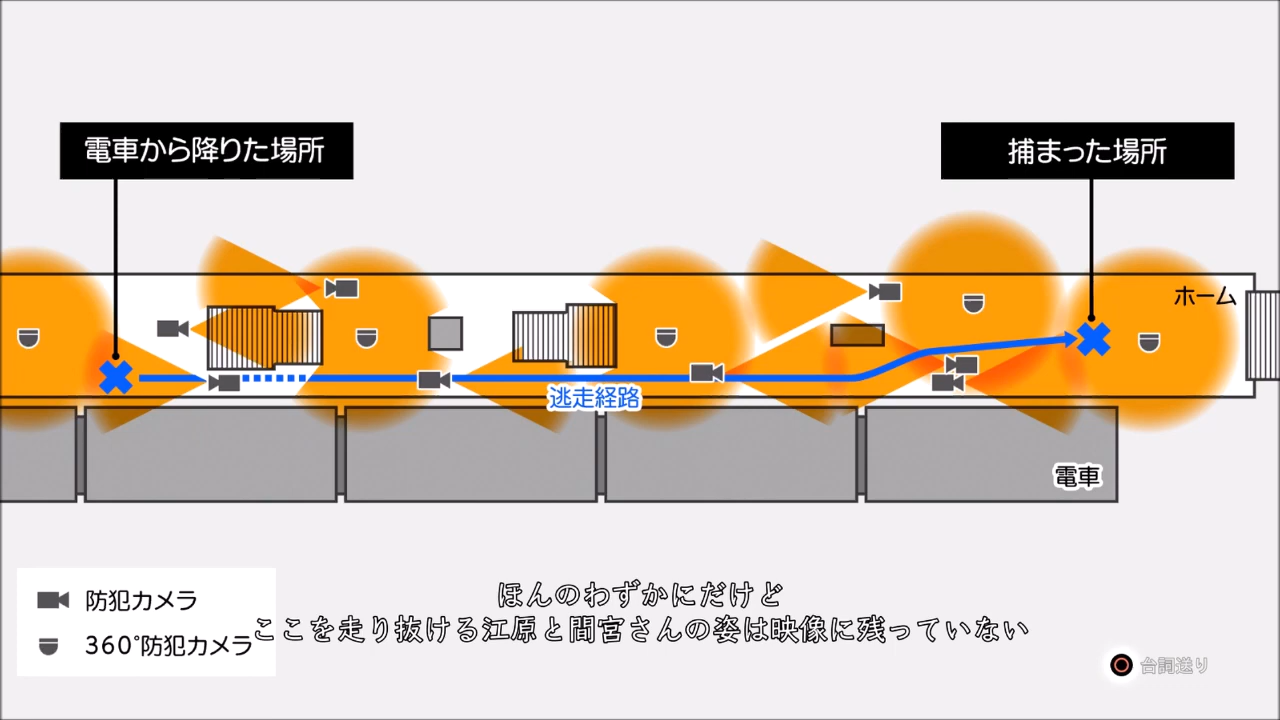 電車から降りた場所
捕まった場所
ホーム
逃走経路
電車
防犯カメラ
360°防犯カメラ
ほんのわずかにだけど
ここを走り抜ける江原と間宮さんの姿は映像に残っていない
台詞送り